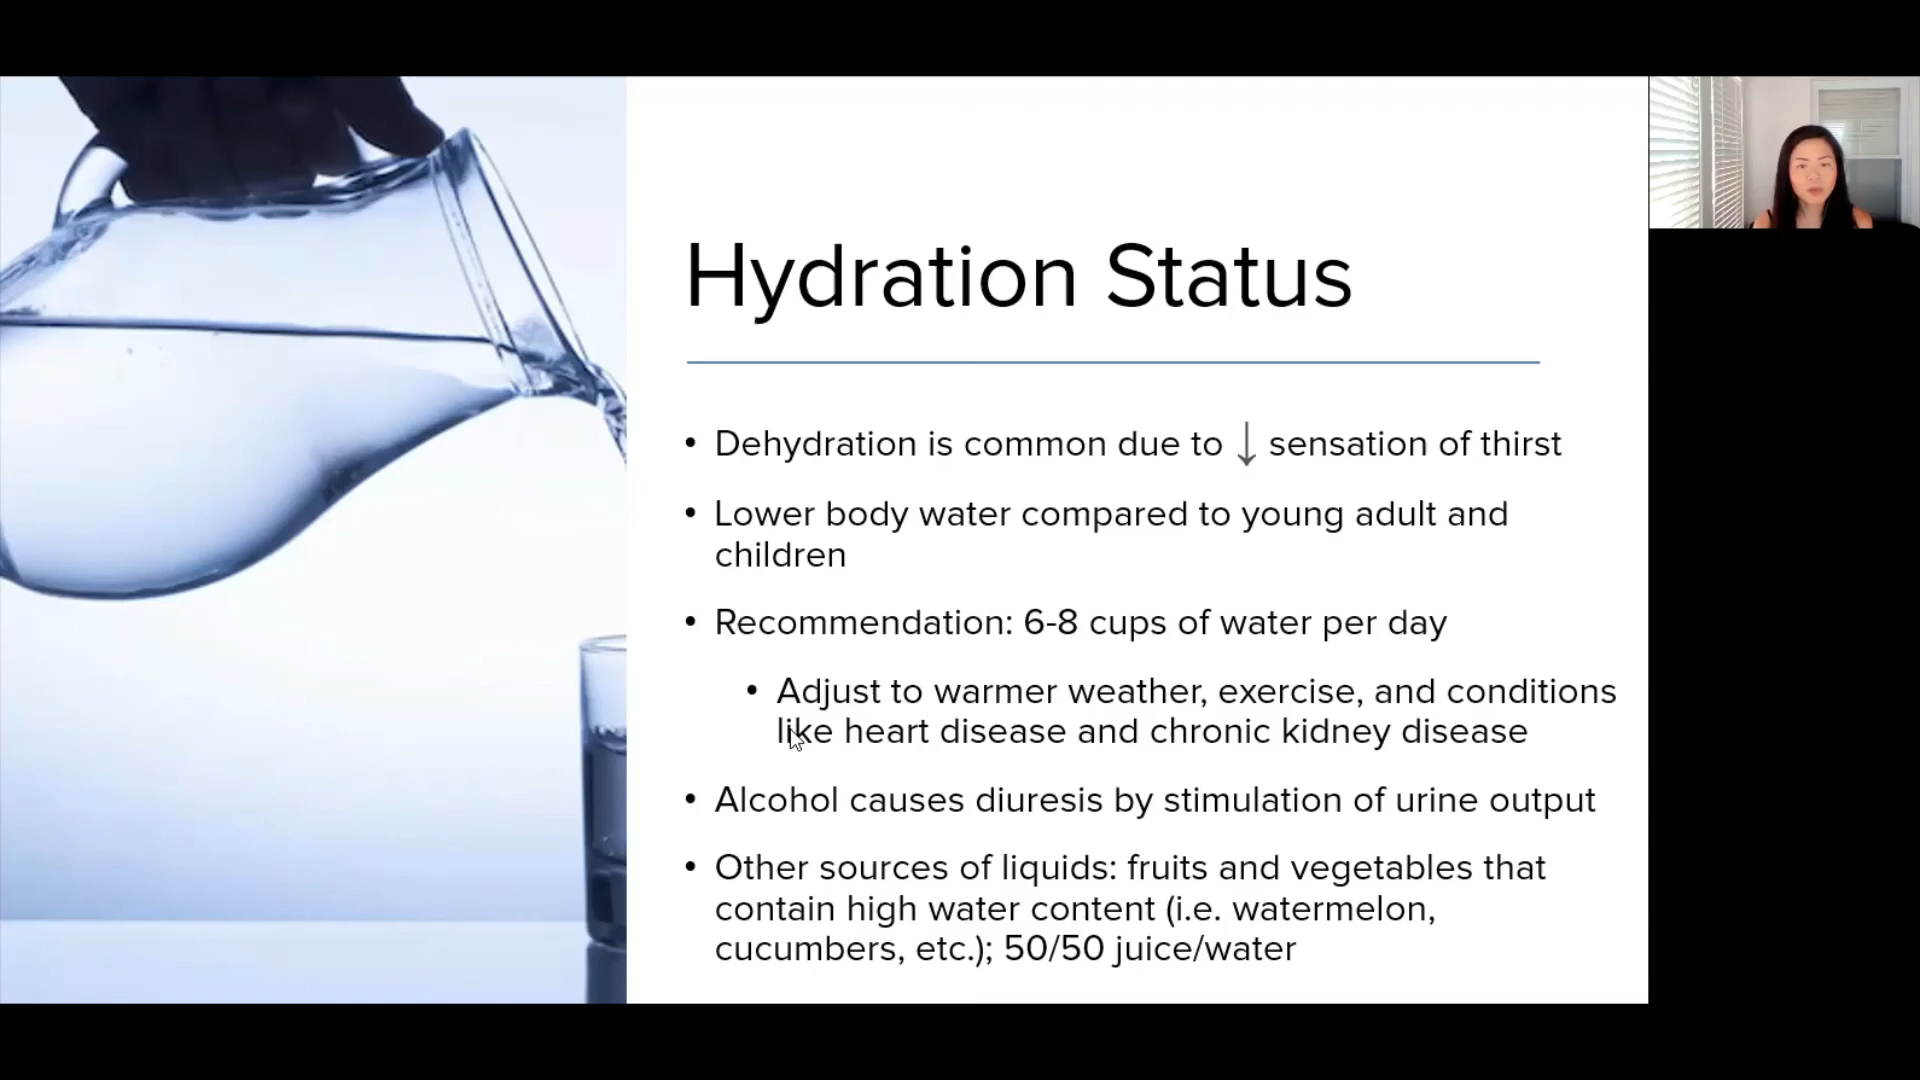 Hydration Status
• Dehydration is common due to ↓ sensation of thirst
• Lower body water compared to young adult and
children
• Recommendation: 6-8 cups of water per day
• Adjust to warmer weather, exercise, and conditions
like heart disease and chronic kidney disease
• Alcohol causes diuresis by stimulation of urine output
• Other sources of liquids: fruits and vegetables that
contain high water content (i.e. watermelon,
cucumbers, etc.); 50/50 juice/water